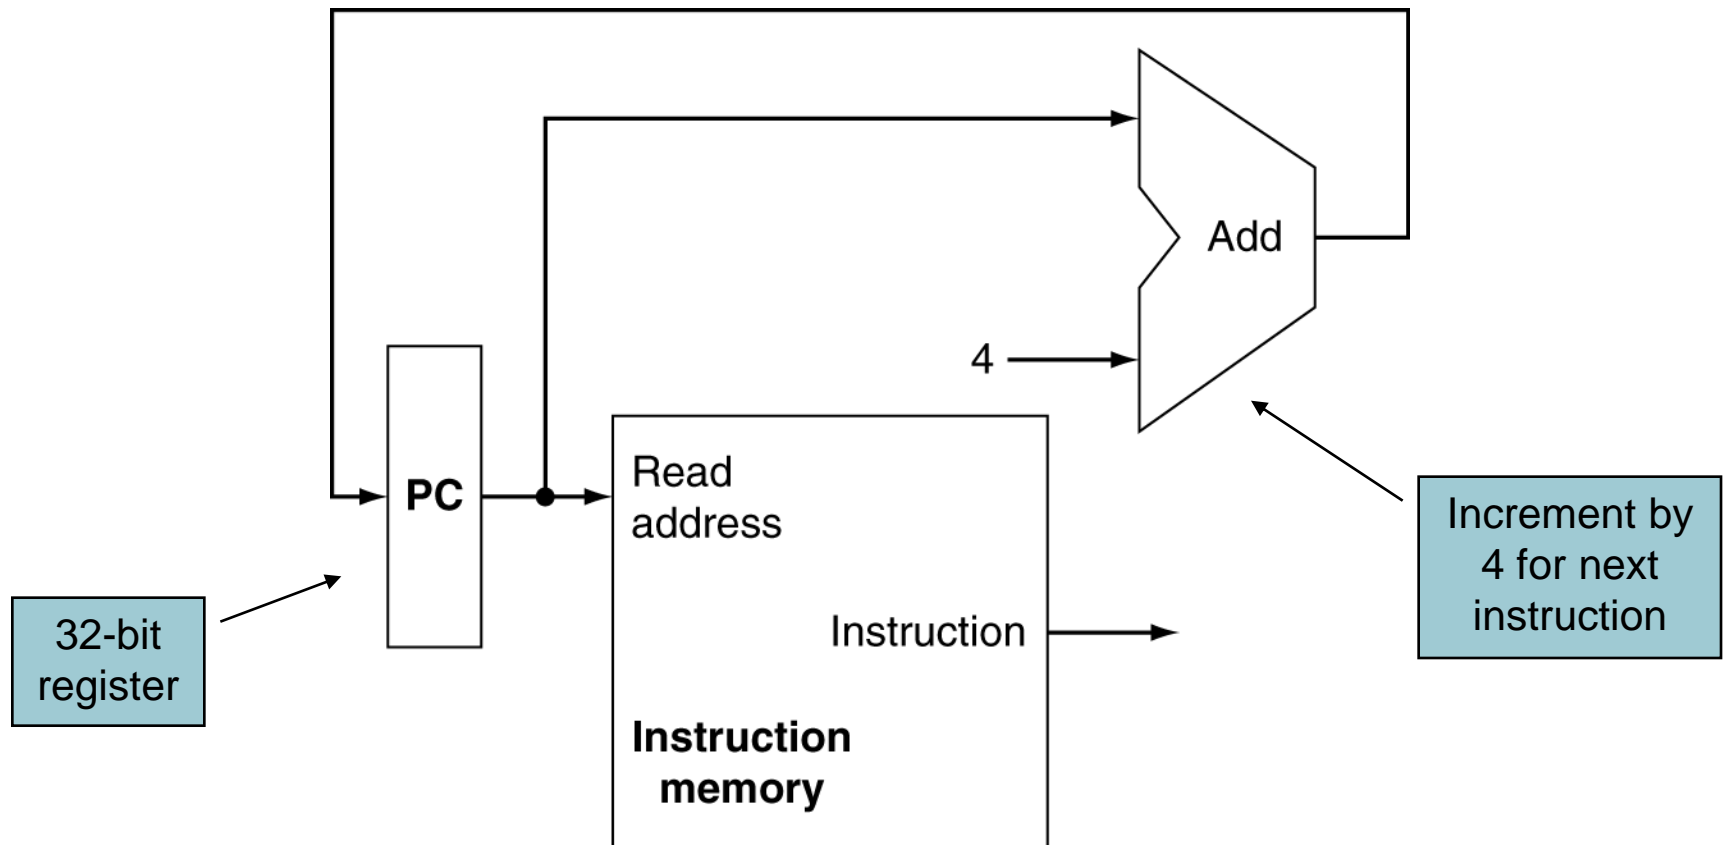 Add
4
PC
Read
address
Increment by
4 for next
instruction
32-bit
register
Instruction
Instruction
memory